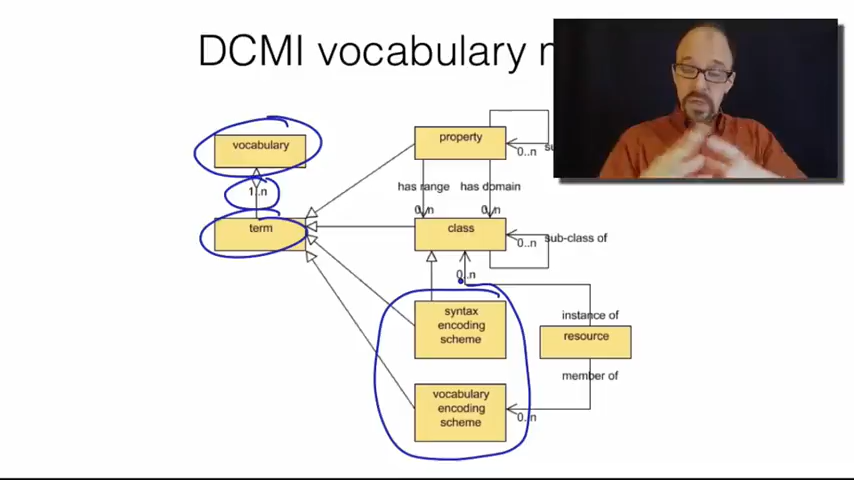 DCMI vocabulary
vocabulary
property
0..n
1..n
has range
has domain
0..n
0..n
term
class
0..n
sub-class of
0..n
syntax
encoding
scheme
instance of
resource
member of
vocabulary
encoding
scheme
0..n